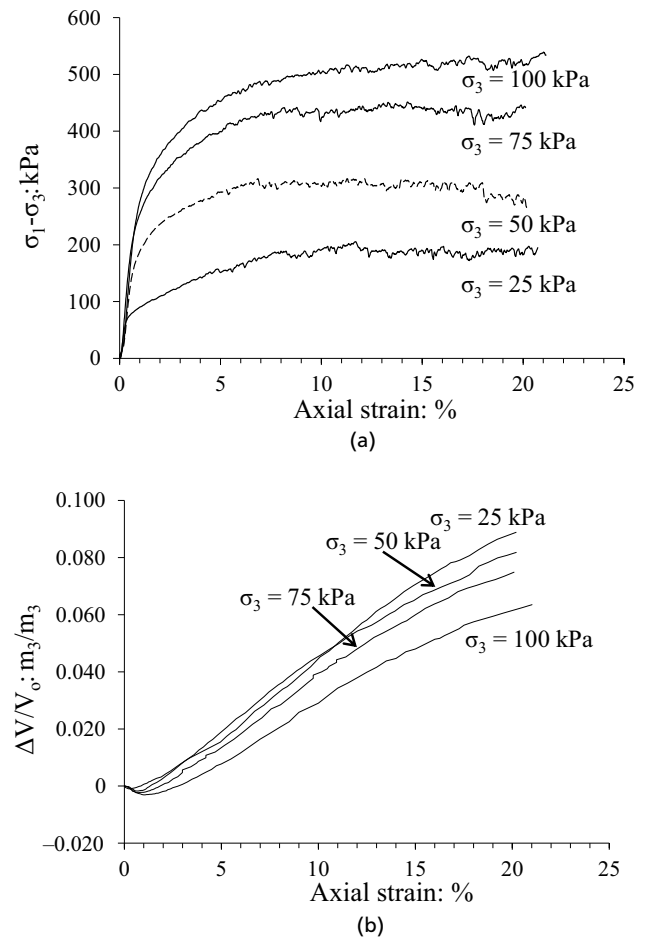 600
500
400
300
200
100
0
σ1-σ3:kPa
σ3 = 100 kPa
σ3 = 75 kPa
σ3 = 50 kPa
σ3 = 25 kPa
0 5 10 15 20 25
Axial strain: %
(a)
0.100
0.080
0.060
0.040
0.020
0
–0.020
ΔV/Vo: m3/m3
σ3 = 25 kPa
σ3 = 50 kPa
σ3 = 75 kPa
σ3 = 100 kPa
0 5 10 15 20 25
Axial strain: %
(b)